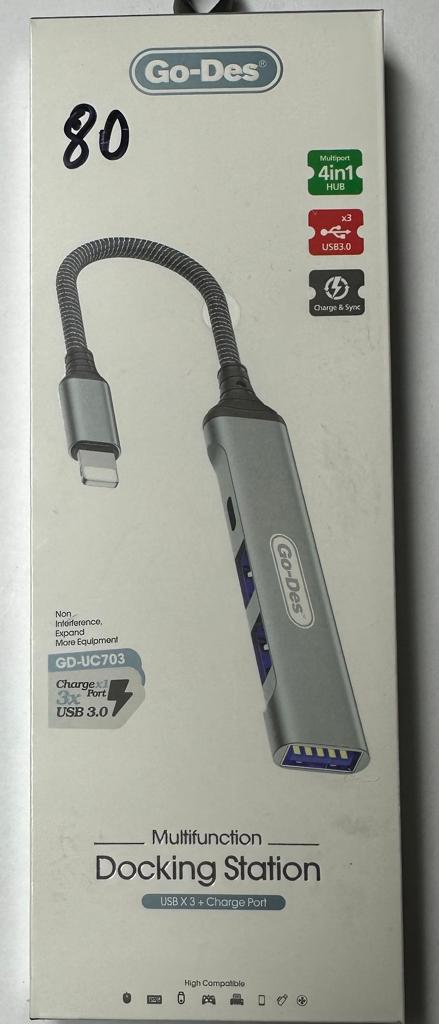 Go-Des®
80
Multiport
4in1
HUB
x3
USB3.0
Charge & Sync
Go-Des
Non
Interference,
Expand
More Equipment
GD-UC703
Charge x1
3x Port
USB 3.0
Multifunction
Docking Station
USB X 3 + Charge Port
High Compatible